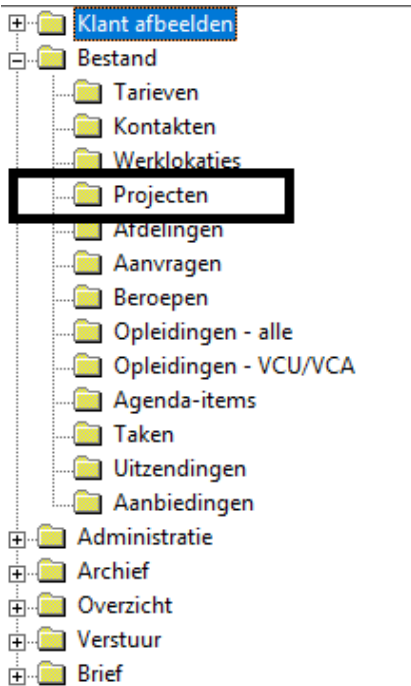 Klant afbeelden
Bestand
Tarieven
Kontakten
Werklokaties
Projecten
Afdelingen
Aanvragen
Beroepen
Opleidingen - alle
Opleidingen - VCU/VCA
Agenda-items
Taken
Uitzendingen
Aanbiedingen
Administratie
Archief
Overzicht
Verstuur
Brief